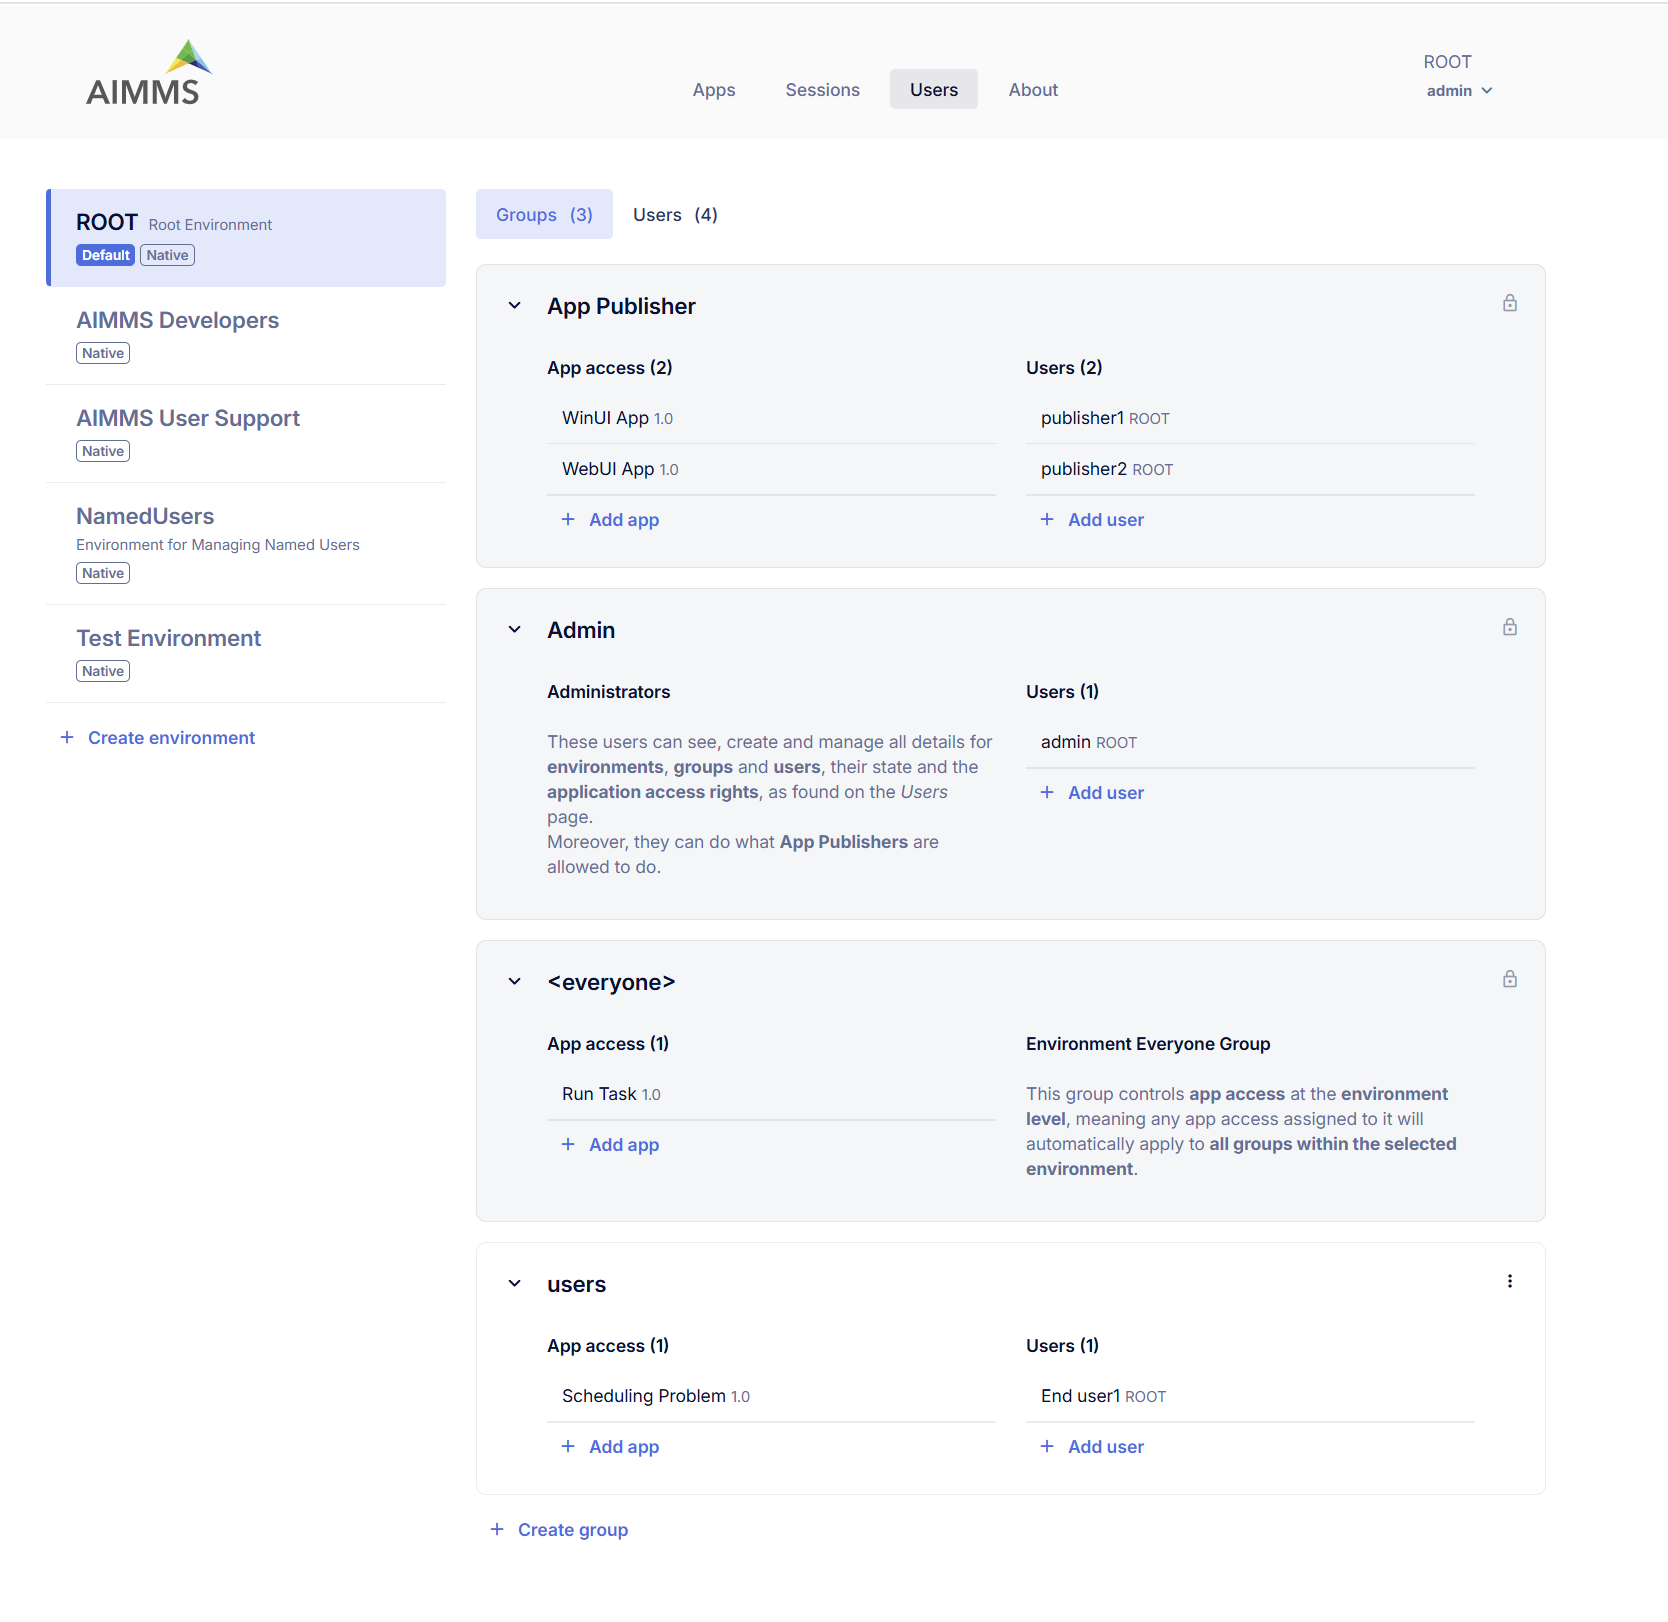 AIMMS
Apps
Sessions
Users
About
ROOT
admin
ROOT Root Environment
Default Native
AIMMS Developers
Native
AIMMS User Support
Native
NamedUsers
Environment for Managing Named Users
Native
Test Environment
Native
+ Create environment
Groups (3)
Users (4)
App Publisher
App access (2)
WinUI App 1.0
WebUI App 1.0
+ Add app
Users (2)
publisher1 ROOT
publisher2 ROOT
+ Add user
Admin
Administrators
These users can see, create and manage all details for
environments, groups and users, their state and the
application access rights, as found on the Users
page.
Moreover, they can do what App Publishers are
allowed to do.
Users (1)
admin ROOT
+ Add user
<everyone>
App access (1)
Run Task 1.0
+ Add app
Environment Everyone Group
This group controls app access at the environment
level, meaning any app access assigned to it will
automatically apply to all groups within the selected
environment.
users
App access (1)
Scheduling Problem 1.0
+ Add app
Users (1)
End user1 ROOT
+ Add user
+ Create group